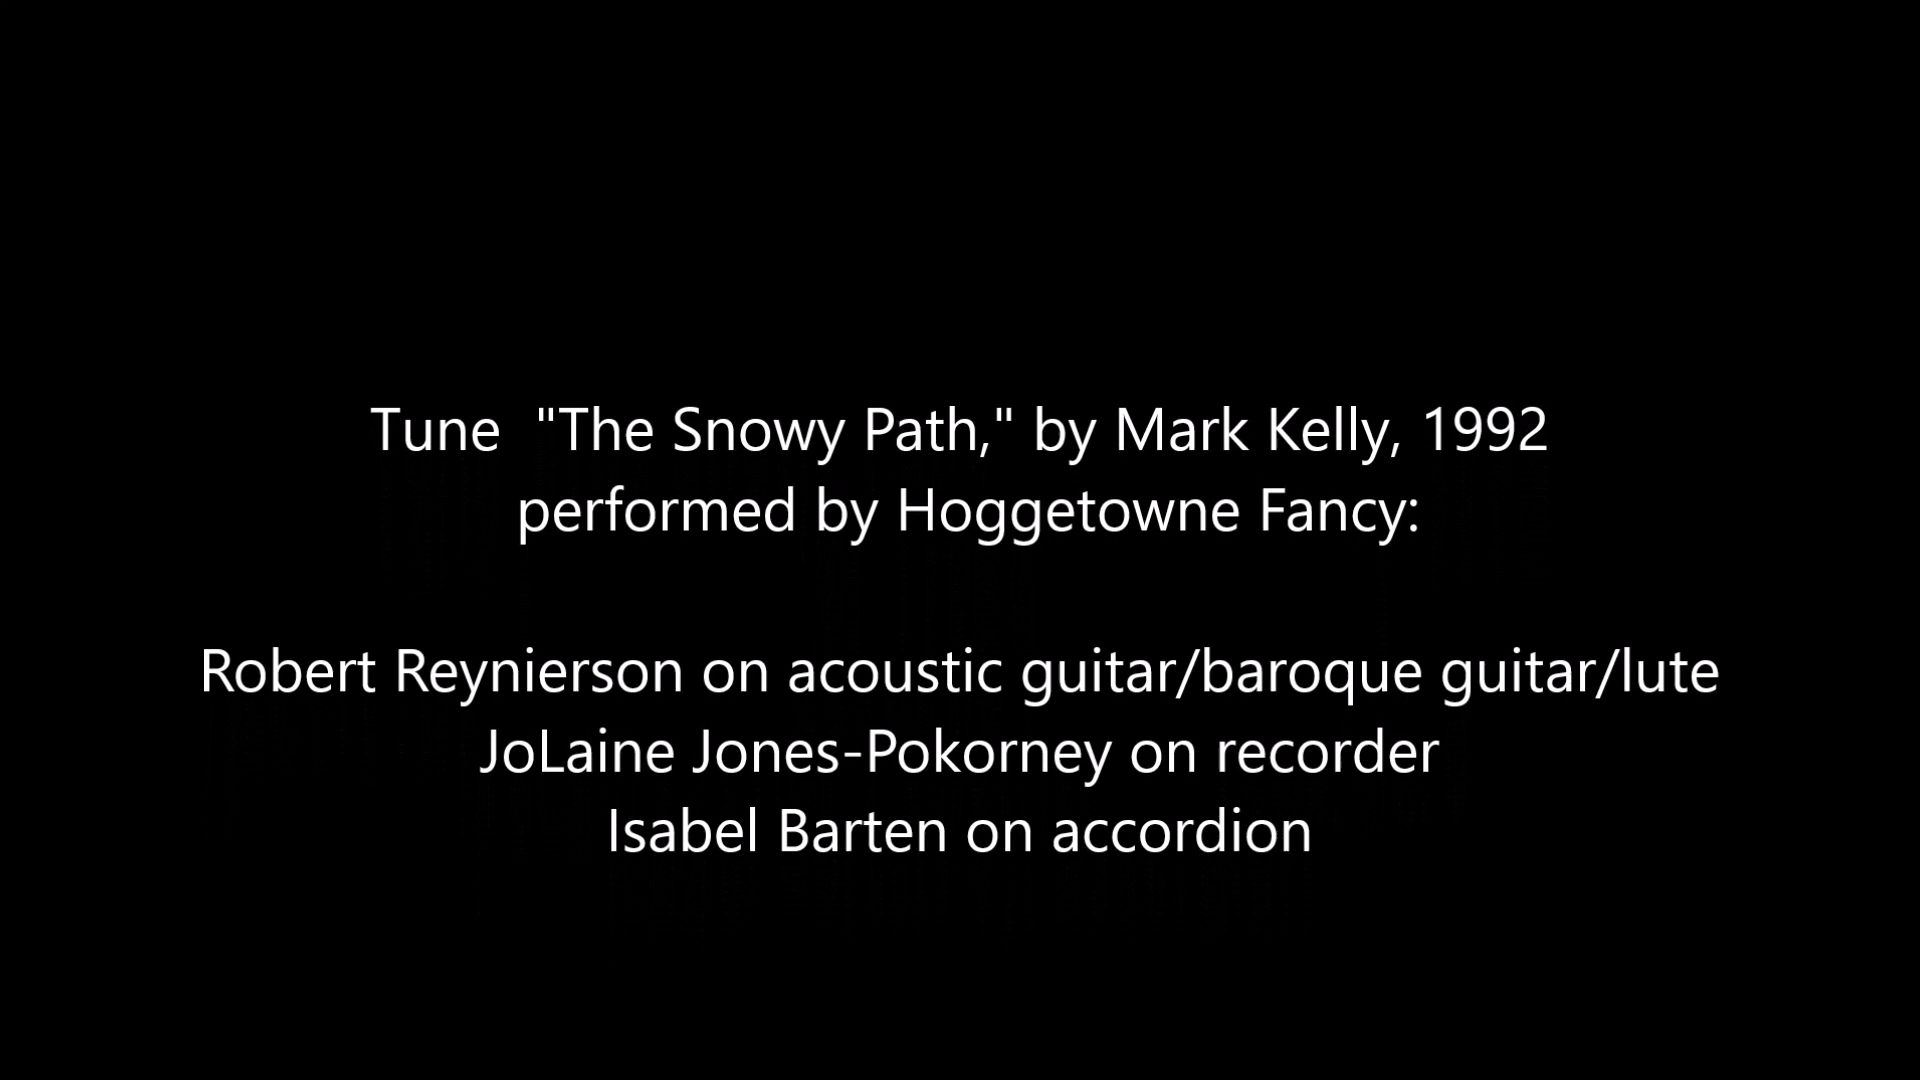 Tune  "The Snowy Path," by Mark Kelly, 1992
performed by Hoggetowne Fancy:
Robert Reynierson on acoustic guitar/baroque guitar/lute
JoLaine Jones-Pokorney on recorder
Isabel Barten on accordion